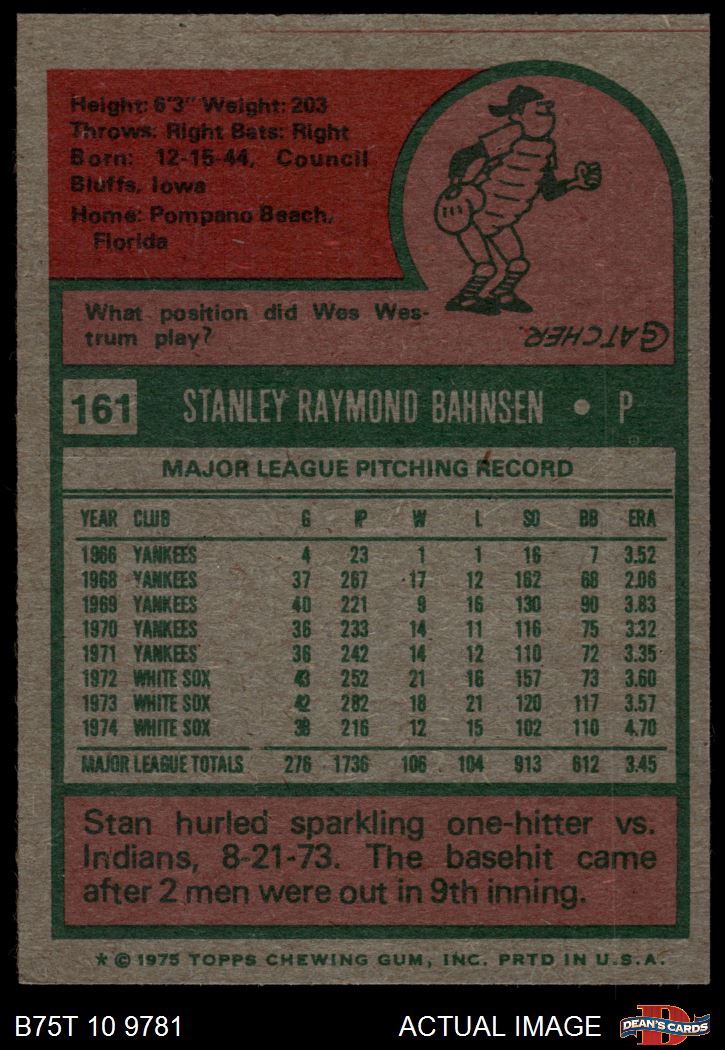 Height: 6'3" Weight: 203
Throws: Right Bats: Right
Born: 12-15-44, Council
Bluffs, Iowa
Home: Pompano Beach,
Florida
What position did Wes Wes-
trum play?
CATCHER.
161 STANLEY RAYMOND BAHNSEN • P
MAJOR LEAGUE PITCHING RECORD
YEAR CLUB G IP W L SO BB ERA
1966 YANKEES 4 23 1 1 16 7 3.52
1968 YANKEES 37 267 17 12 162 68 2.06
1969 YANKEES 40 221 9 16 130 90 3.83
1970 YANKEES 36 233 14 11 116 75 3.32
1971 YANKEES 36 242 14 12 110 72 3.35
1972 WHITE SOX 43 252 21 16 157 73 3.60
1973 WHITE SOX 42 282 18 21 120 117 3.57
1974 WHITE SOX 38 216 12 15 102 110 4.70
MAJOR LEAGUE TOTALS 276 1736 106 104 913 612 3.45
Stan hurled sparkling one-hitter vs.
Indians, 8-21-73. The basehit came
after 2 men were out in 9th inning.
* © 1975 TOPPS CHEWING GUM, INC. PRTD IN U.S.A.
B75T 10 9781 ACTUAL IMAGE DEAN'S CARDS